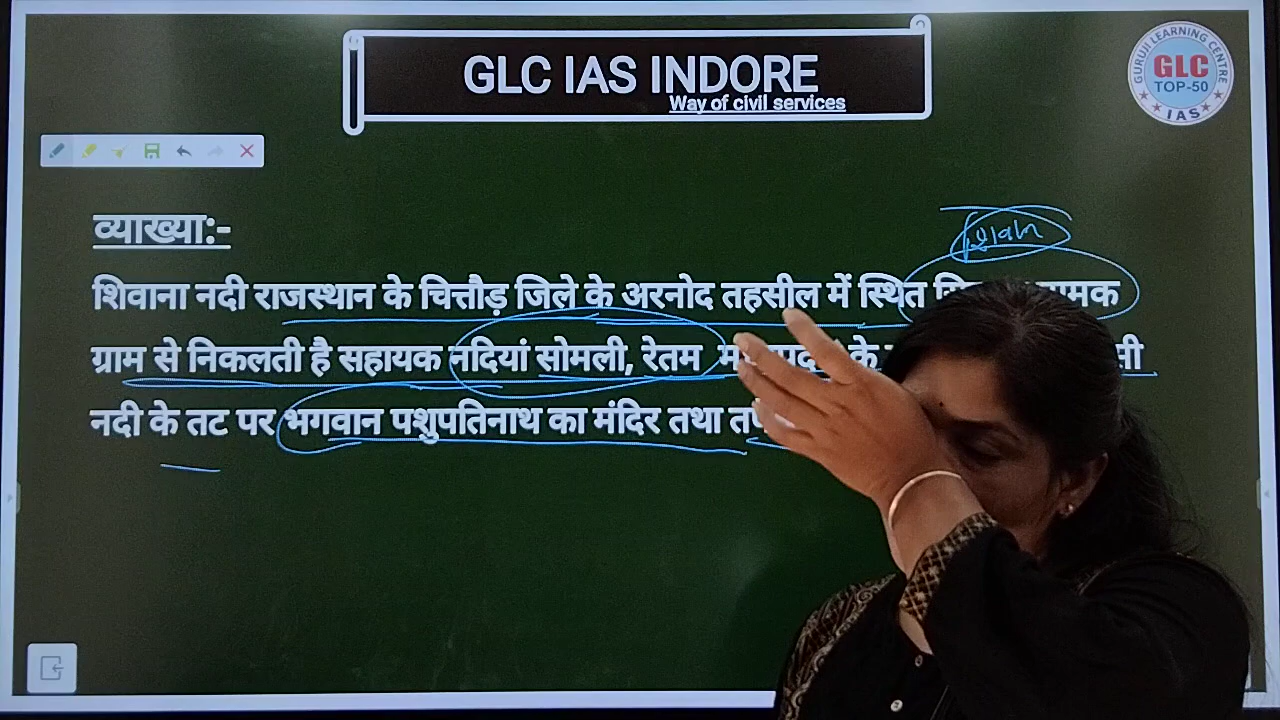 GLC IAS INDORE
Way of civil services
GURUJI LEARNING CENTRE
GLC
TOP-50
IAS
व्याख्या:-
शिवाना नदी राजस्थान के चित्तौड़ जिले के अरनोद तहसील में स्थित नामक
ग्राम से निकलती है सहायक नदियां सोमली, रेतम के
नदी के तट पर भगवान पशुपतिनाथ का मंदिर तथा